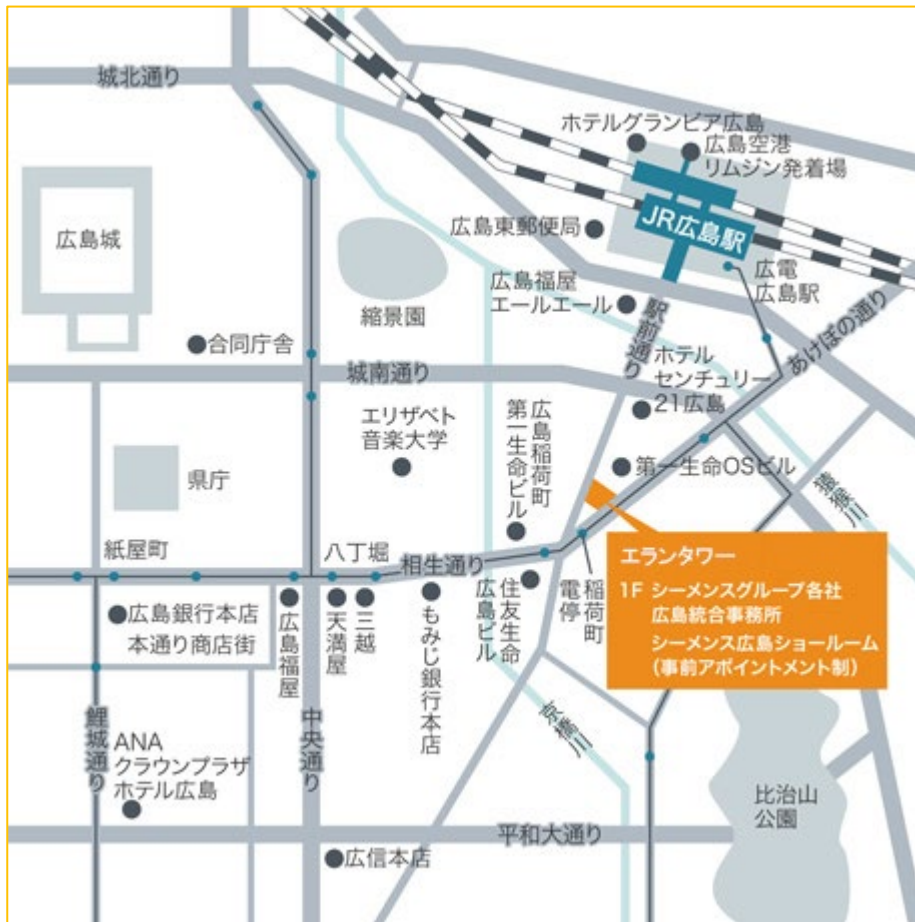 城北通り
ホテルグランビア広島
広島空港
リムジン発着場
JR広島駅
広島東郵便局
広電
広島駅
広島城
縮景園
広島福屋
エールエール
駅前通り
あけぼの通り
合同庁舎
城南通り
ホテル
センチュリー
21広島
エリザベト
音楽大学
広島稲荷町
第一生命ビル
第一生命OSビル
猿猴川
県庁
紙屋町
八丁堀
相生通り
エランタワー
1F シーメンスグループ各社
広島統合事務所
シーメンス広島ショールーム
（事前アポイントメント制）
広島銀行本店
本通り商店街
広島福屋
天満屋
三越
もみじ銀行本店
住友生命
広島ビル
稲荷町
電停
鯉城通り
中央通り
京橋川
ANA
クラウンプラザ
ホテル広島
比治山
公園
平和大通り
広信本店